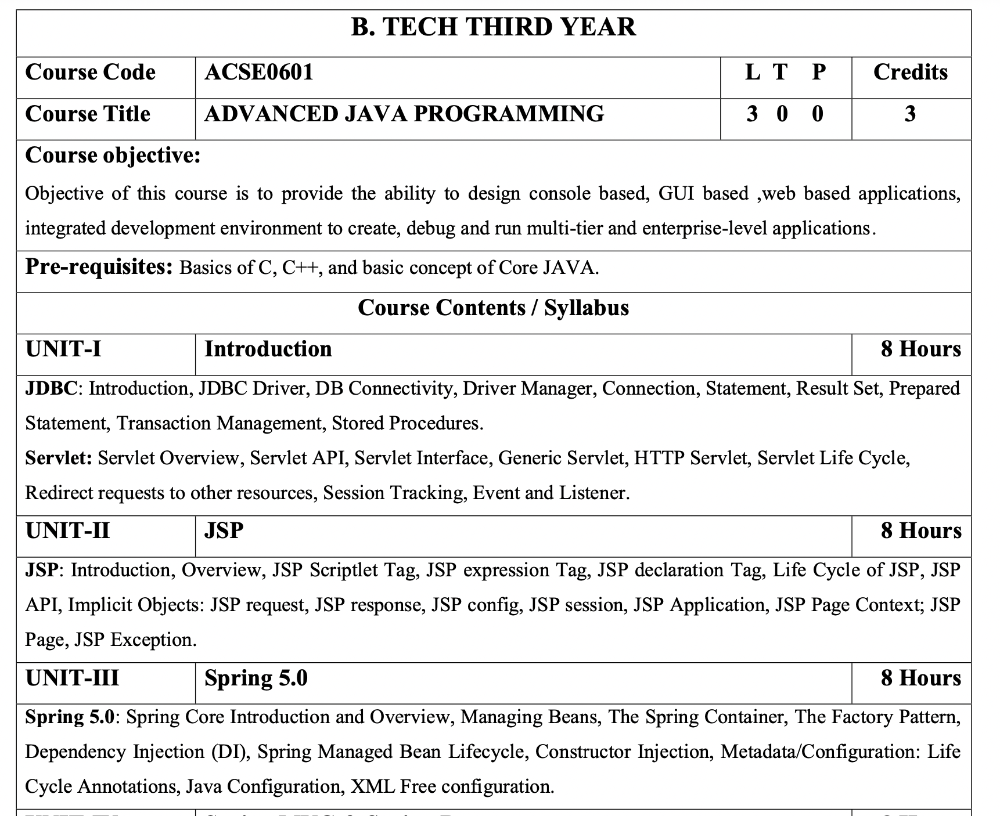 B. TECH THIRD YEAR
Course Code ACSE0601 L T P Credits
Course Title ADVANCED JAVA PROGRAMMING 3 0 0 3
Course objective:
Objective of this course is to provide the ability to design console based, GUI based ,web based applications,
integrated development environment to create, debug and run multi-tier and enterprise-level applications.
Pre-requisites: Basics of C, C++, and basic concept of Core JAVA.
Course Contents / Syllabus
UNIT-I Introduction 8 Hours
JDBC: Introduction, JDBC Driver, DB Connectivity, Driver Manager, Connection, Statement, Result Set, Prepared
Statement, Transaction Management, Stored Procedures.
Servlet: Servlet Overview, Servlet API, Servlet Interface, Generic Servlet, HTTP Servlet, Servlet Life Cycle,
Redirect requests to other resources, Session Tracking, Event and Listener.
UNIT-II JSP 8 Hours
JSP: Introduction, Overview, JSP Scriptlet Tag, JSP expression Tag, JSP declaration Tag, Life Cycle of JSP, JSP
API, Implicit Objects: JSP request, JSP response, JSP config, JSP session, JSP Application, JSP Page Context; JSP
Page, JSP Exception.
UNIT-III Spring 5.0 8 Hours
Spring 5.0: Spring Core Introduction and Overview, Managing Beans, The Spring Container, The Factory Pattern,
Dependency Injection (DI), Spring Managed Bean Lifecycle, Constructor Injection, Metadata/Configuration: Life
Cycle Annotations, Java Configuration, XML Free configuration.